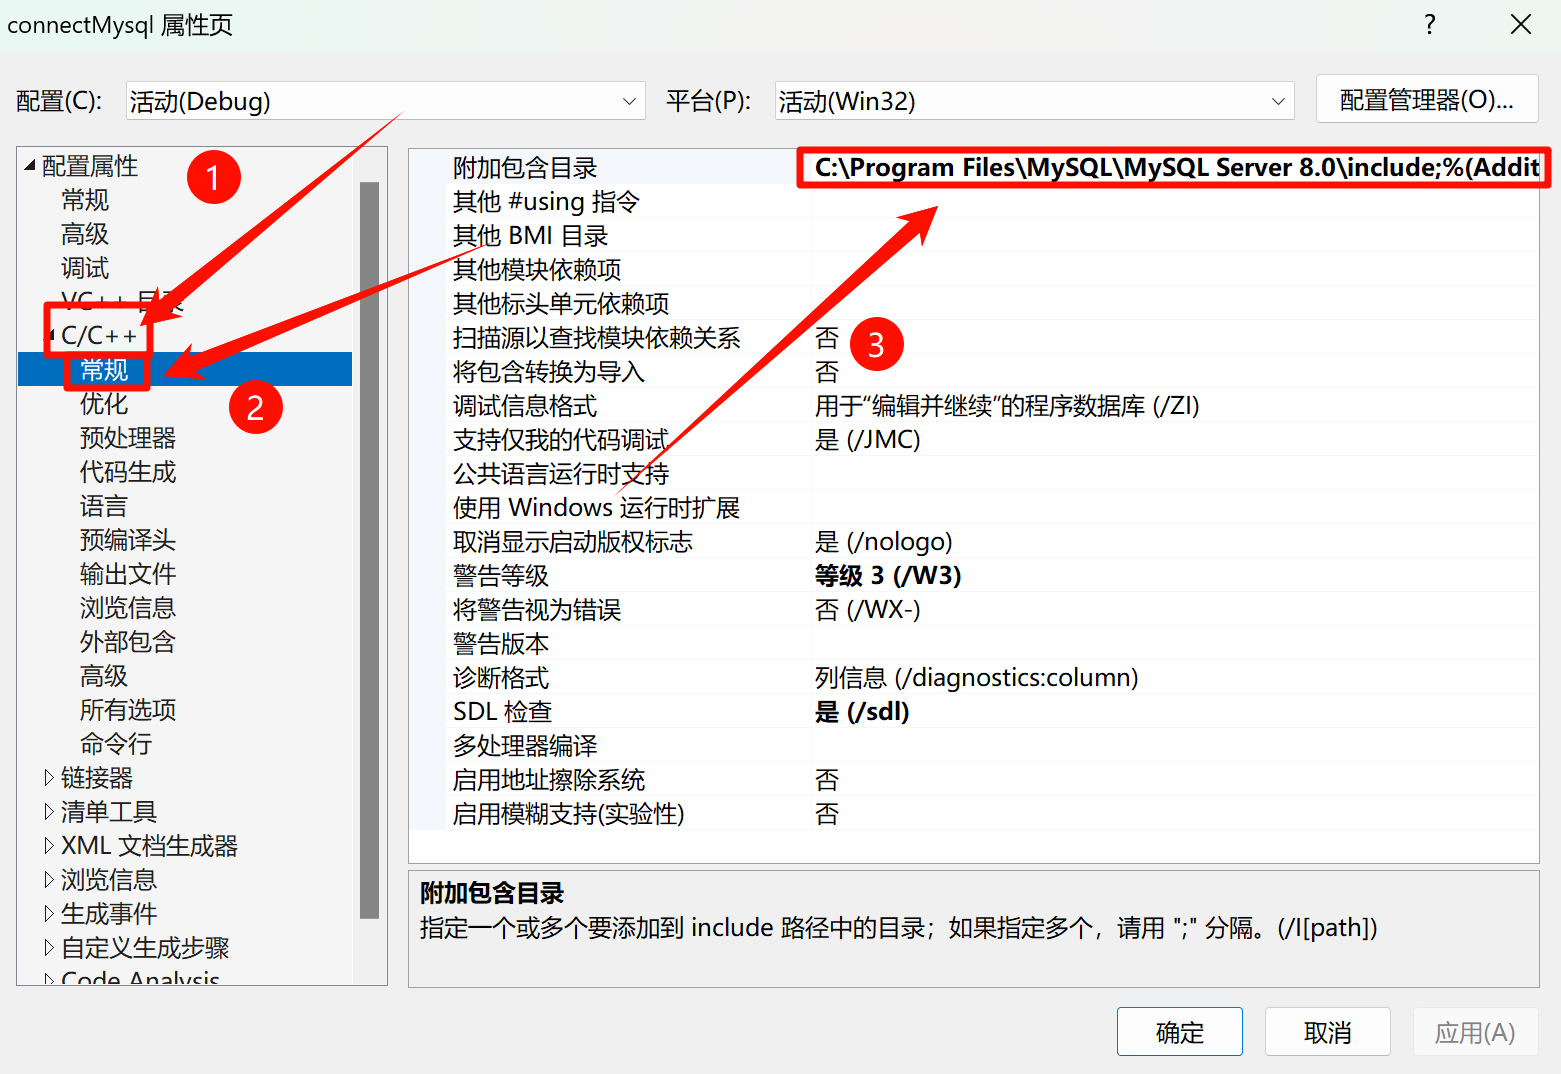 connectMysql 属性页
?
配置(C):
活动(Debug)
平台(P):
活动(Win32)
配置管理器(O)...
配置属性
常规
高级
调试
VC++ 目录
C/C++
常规
优化
预处理器
代码生成
语言
预编译头
输出文件
浏览信息
外部包含
高级
所有选项
命令行
链接器
清单工具
XML 文档生成器
浏览信息
生成事件
自定义生成步骤
Code Analysis
1
2
3
附加包含目录 C:\Program Files\MySQL\MySQL Server 8.0\include;%(Addit
其他 #using 指令
其他 BMI 目录
其他模块依赖项
其他标头单元依赖项
扫描源以查找模块依赖关系 否
将包含转换为导入 否
调试信息格式 用于“编辑并继续”的程序数据库 (/ZI)
支持仅我的代码调试 是 (/JMC)
公共语言运行时支持
使用 Windows 运行时扩展
取消显示启动版权标志 是 (/nologo)
警告等级 等级 3 (/W3)
将警告视为错误 否 (/WX-)
警告版本
诊断格式 列信息 (/diagnostics:column)
SDL 检查 是 (/sdl)
多处理器编译
启用地址擦除系统 否
启用模糊支持(实验性) 否
附加包含目录
指定一个或多个要添加到 include 路径中的目录；如果指定多个，请用 ";" 分隔。(/I[path])
确定
取消
应用(A)